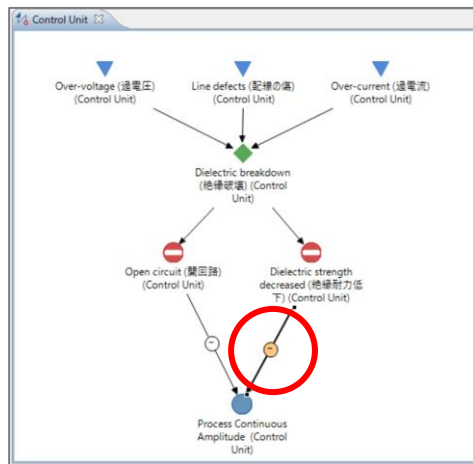 Control Unit
Over-voltage (過電圧)
(Control Unit)
Line defects (配線の傷)
(Control Unit)
Over-current (過電流)
(Control Unit)
Dielectric breakdown
(絶縁破壊) (Control
Unit)
Open circuit (開回路)
(Control Unit)
Dielectric strength
decreased (絶縁耐力低
下) (Control Unit)
Process Continuous
Amplitude (Control
Unit)